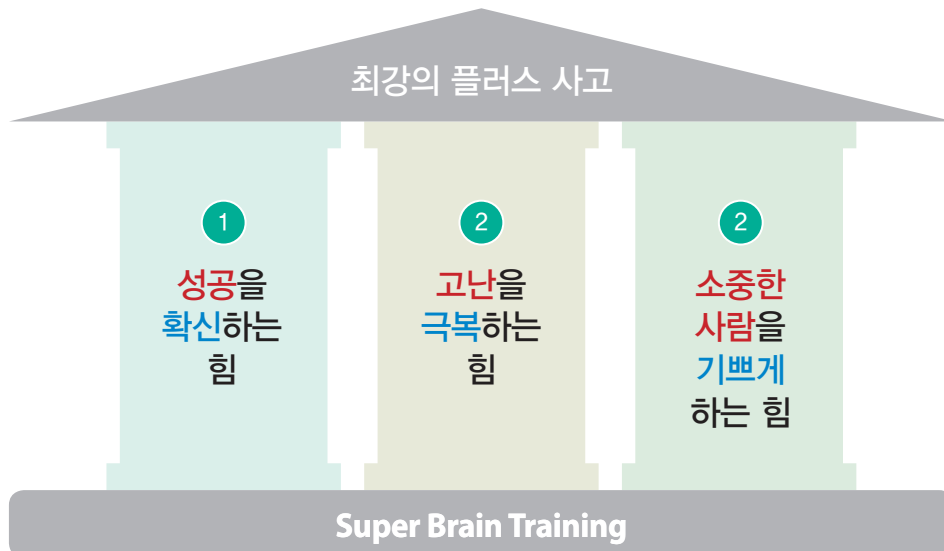 최강의 플러스 사고
1
성공을
확신하는
힘
2
고난을
극복하는
힘
2
소중한
사람을
기쁘게
하는 힘
Super Brain Training